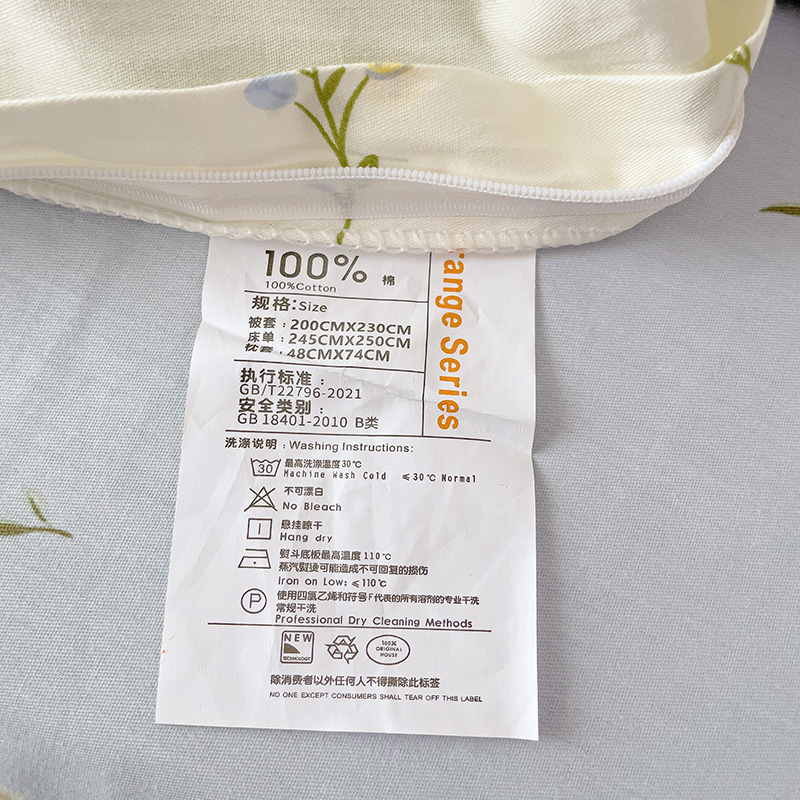 100% 棉
100%Cotton
规格:Size
被套:200CMX230CM
床单:245CMX250CM
枕套:48CMX74CM
执行标准:
GB/T22796-2021
安全类别:
GB 18401-2010 B类
range Series
洗涤说明:Washing Instructions:
30 最高洗涤温度30℃
Machine Wash Cold ≤30℃ Normal
不可漂白
No Bleach
悬挂晾干
Hang dry
熨斗底板最高温度110℃
蒸汽熨烫可能造成不可回复的损伤
Iron on Low:≤110℃
P 使用四氯乙烯和符号F代表的所有溶剂的专业干洗
常规干洗
Professional Dry Cleaning Methods
NEW
TECHNOLOGY
100%
ORIGINAL
HOUSE
除消费者以外任何人不得撕除此标签
NO ONE EXCEPT CONSUMERS SHALL TEAR OFF THIS LABEL